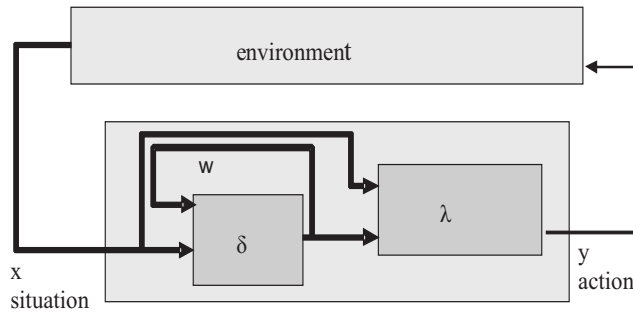 environment
w
δ
λ
x
situation
y
action